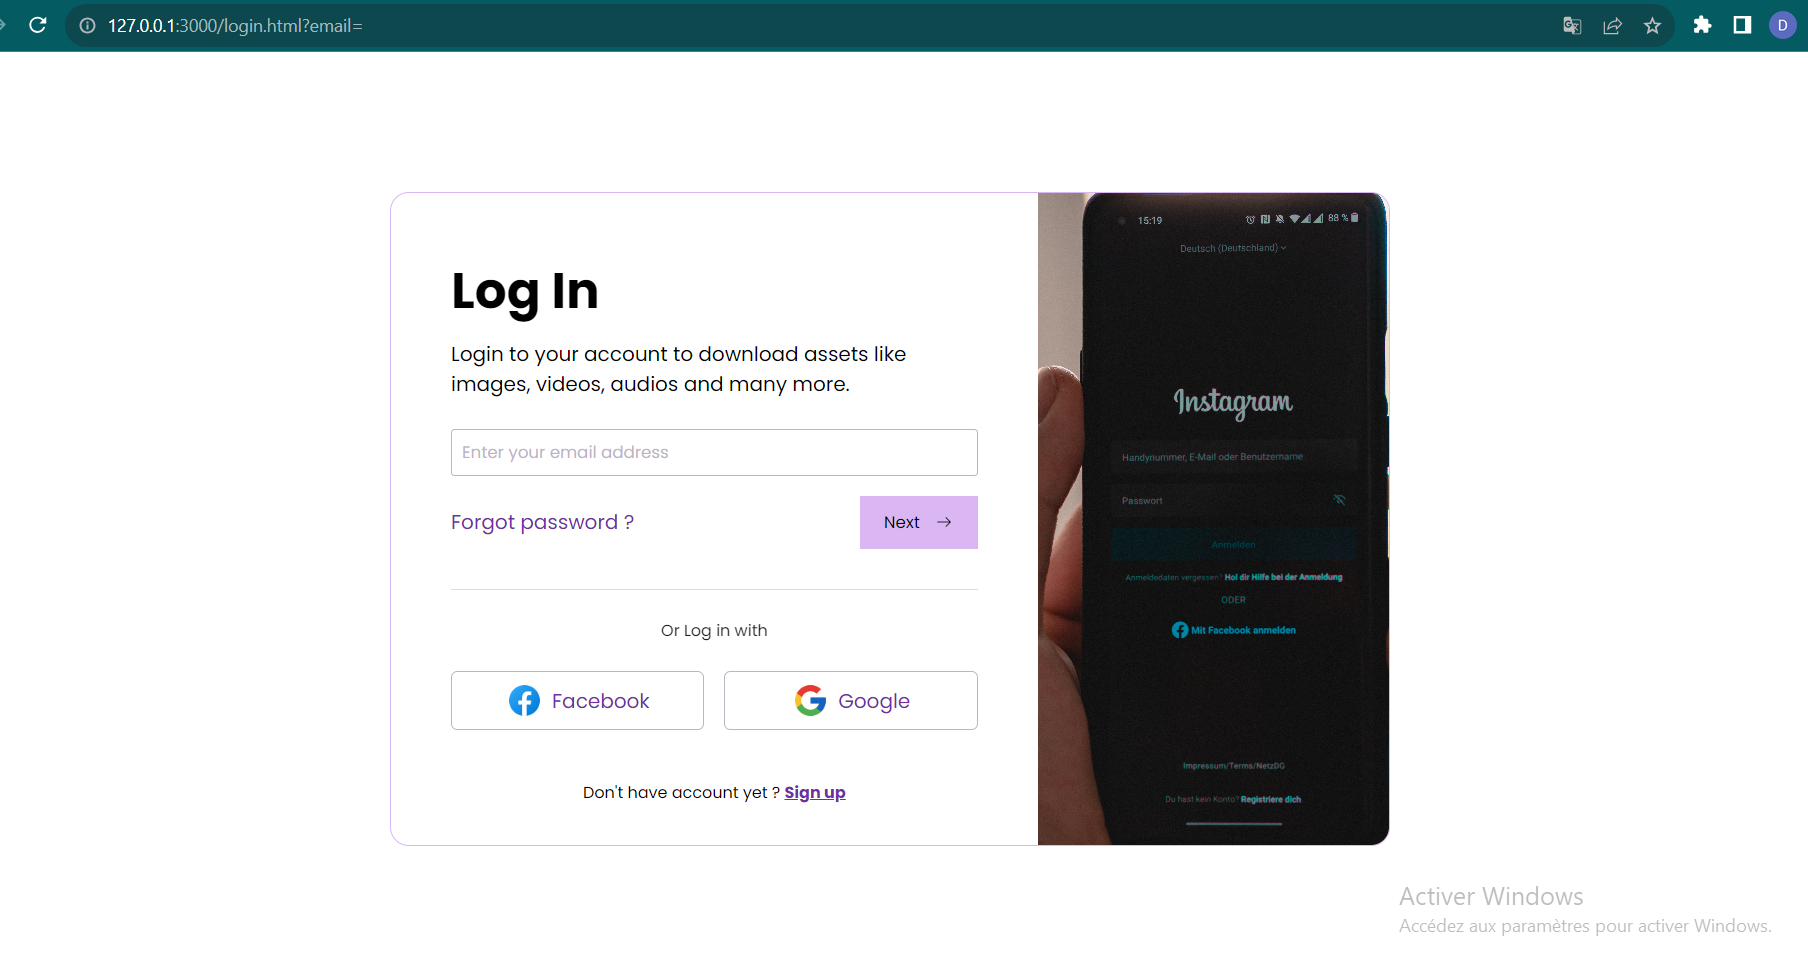 127.0.0.1:3000/login.html?email=
D
Log In
Login to your account to download assets like
images, videos, audios and many more.
Enter your email address
Forgot password ?
Next
Or Log in with
Facebook
Google
Don't have account yet ? Sign up
15:19
88 %
Deutsch (Deutschland)
Instagram
Handynummer, E-Mail oder Benutzername
Passwort
Anmelden
Anmeldedaten vergessen? Hol dir Hilfe bei der Anmeldung
ODER
Mit Facebook anmelden
Impressum/Terms/NetzDG
Du hast kein Konto? Registriere dich
Activer Windows
Accédez aux paramètres pour activer Windows.